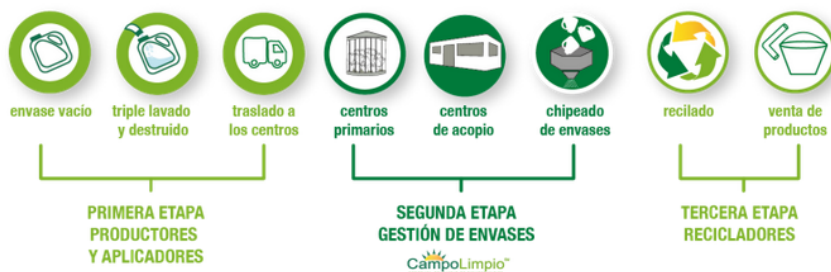 envase vacío
triple lavado
y destruido
traslado a
los centros
centros
primarios
centros
de acopio
chipeado
de envases
recilado
venta de
productos
PRIMERA ETAPA
PRODUCTORES
Y APLICADORES
SEGUNDA ETAPA
GESTIÓN DE ENVASES
CampoLimpio™
TERCERA ETAPA
RECICLADORES